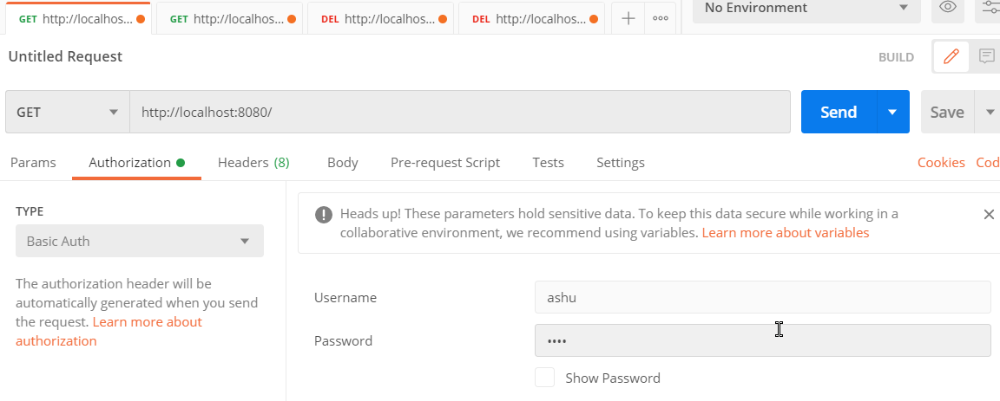 GET http://localhos... GET http://localhos... DEL http://localhos... DEL http://localhos... No Environment
Untitled Request BUILD
GET http://localhost:8080/ Send Save
Params Authorization Headers (8) Body Pre-request Script Tests Settings Cookies Cod
TYPE
Basic Auth
The authorization header will be
automatically generated when you send
the request. Learn more about
authorization
Heads up! These parameters hold sensitive data. To keep this data secure while working in a
collaborative environment, we recommend using variables. Learn more about variables
Username ashu
Password ••••
Show Password